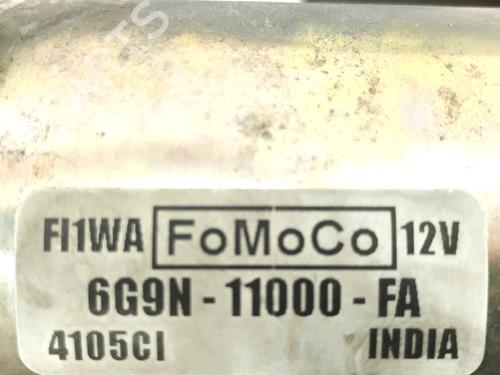 FI1WA FoMoCo 12V
6G9N - 11000 - FA
4105CI INDIA